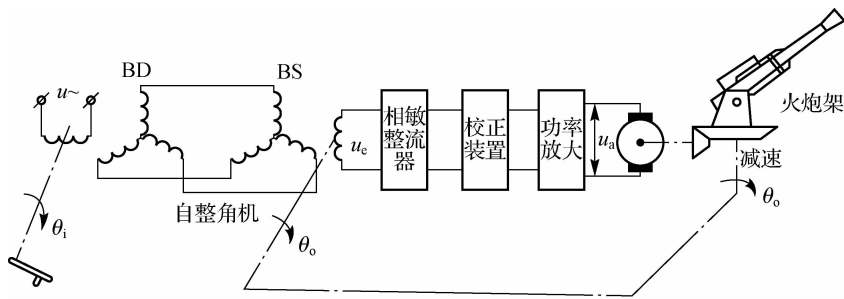 u~
BD
BS
θi
自整角机
θo
ue
相敏
整流
器
校正
装置
功率
放大
ua
火炮架
减速
θo